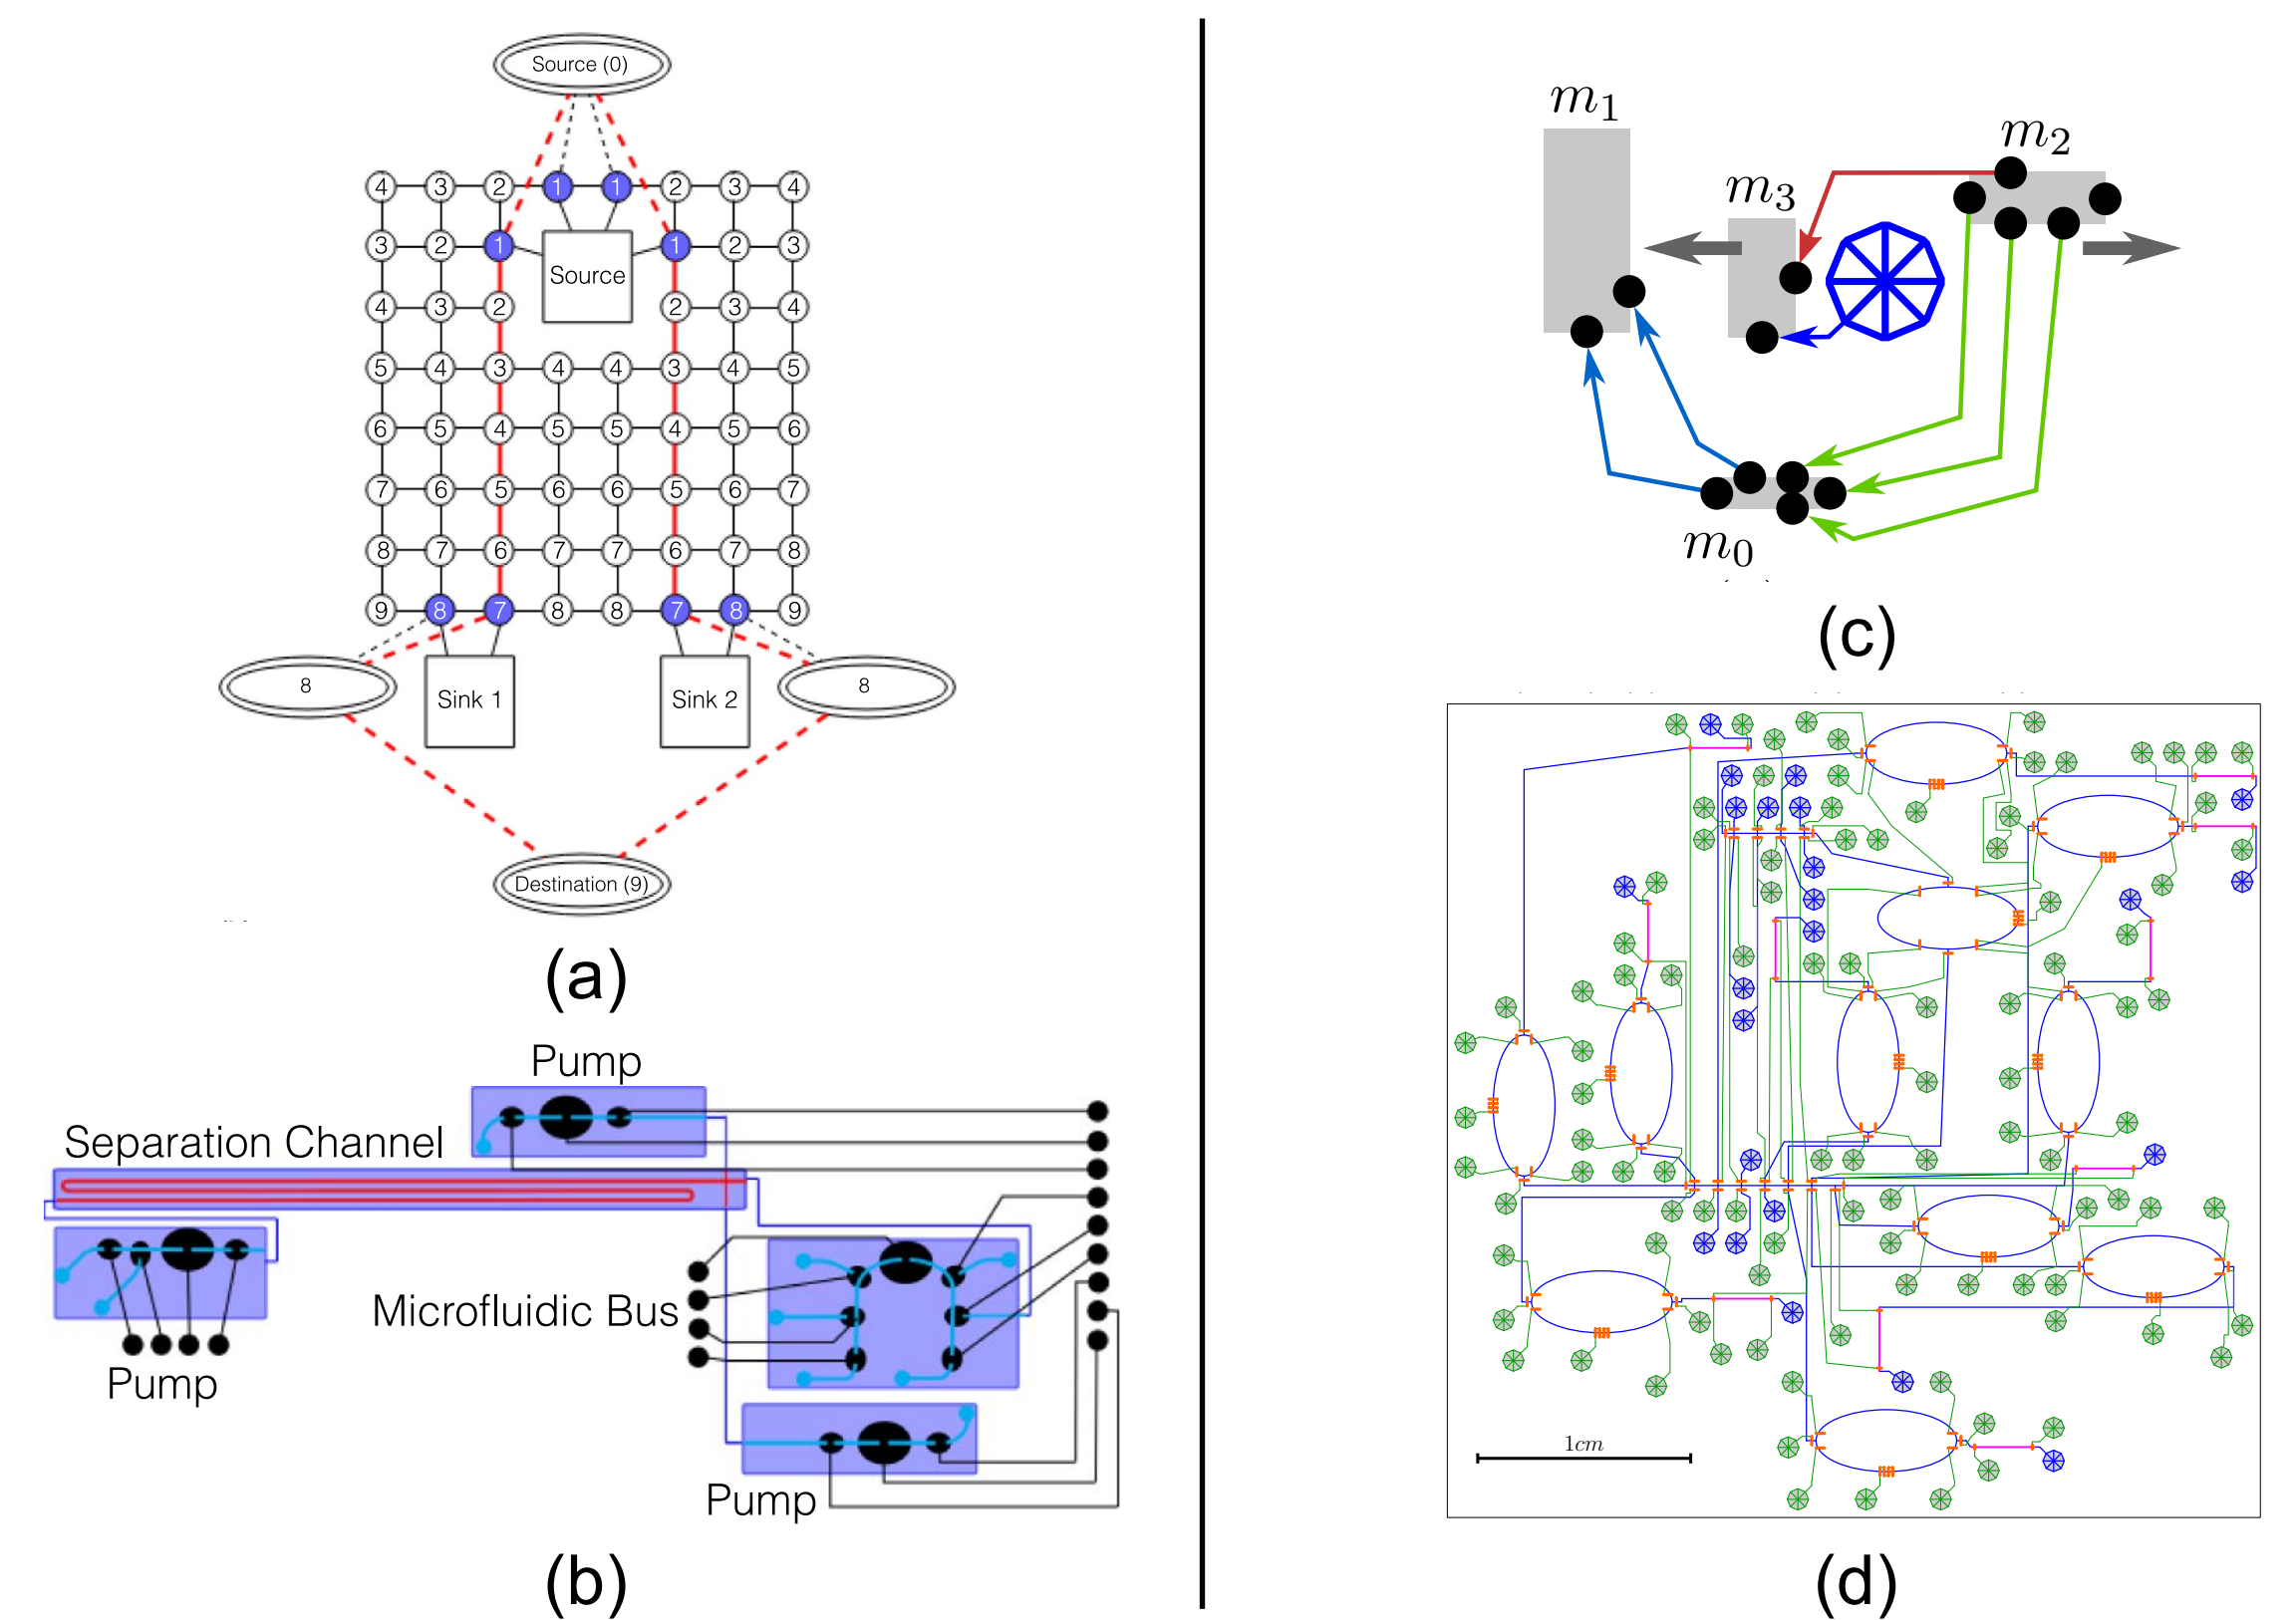 Source (0)
4 3 2 1 1 2 3 4
3 2 1 1 2 3
Source
4 3 2 2 3 4
5 4 3 4 4 3 4 5
6 5 4 5 5 4 5 6
7 6 5 6 6 5 6 7
8 7 6 7 7 6 7 8
9 8 7 8 8 7 8 9
8 Sink 1 Sink 2 8
Destination (9)
(a)
Pump
Separation Channel
Microfluidic Bus
Pump
Pump
(b)
m1
m2
m3
m0
(c)
1cm
(d)